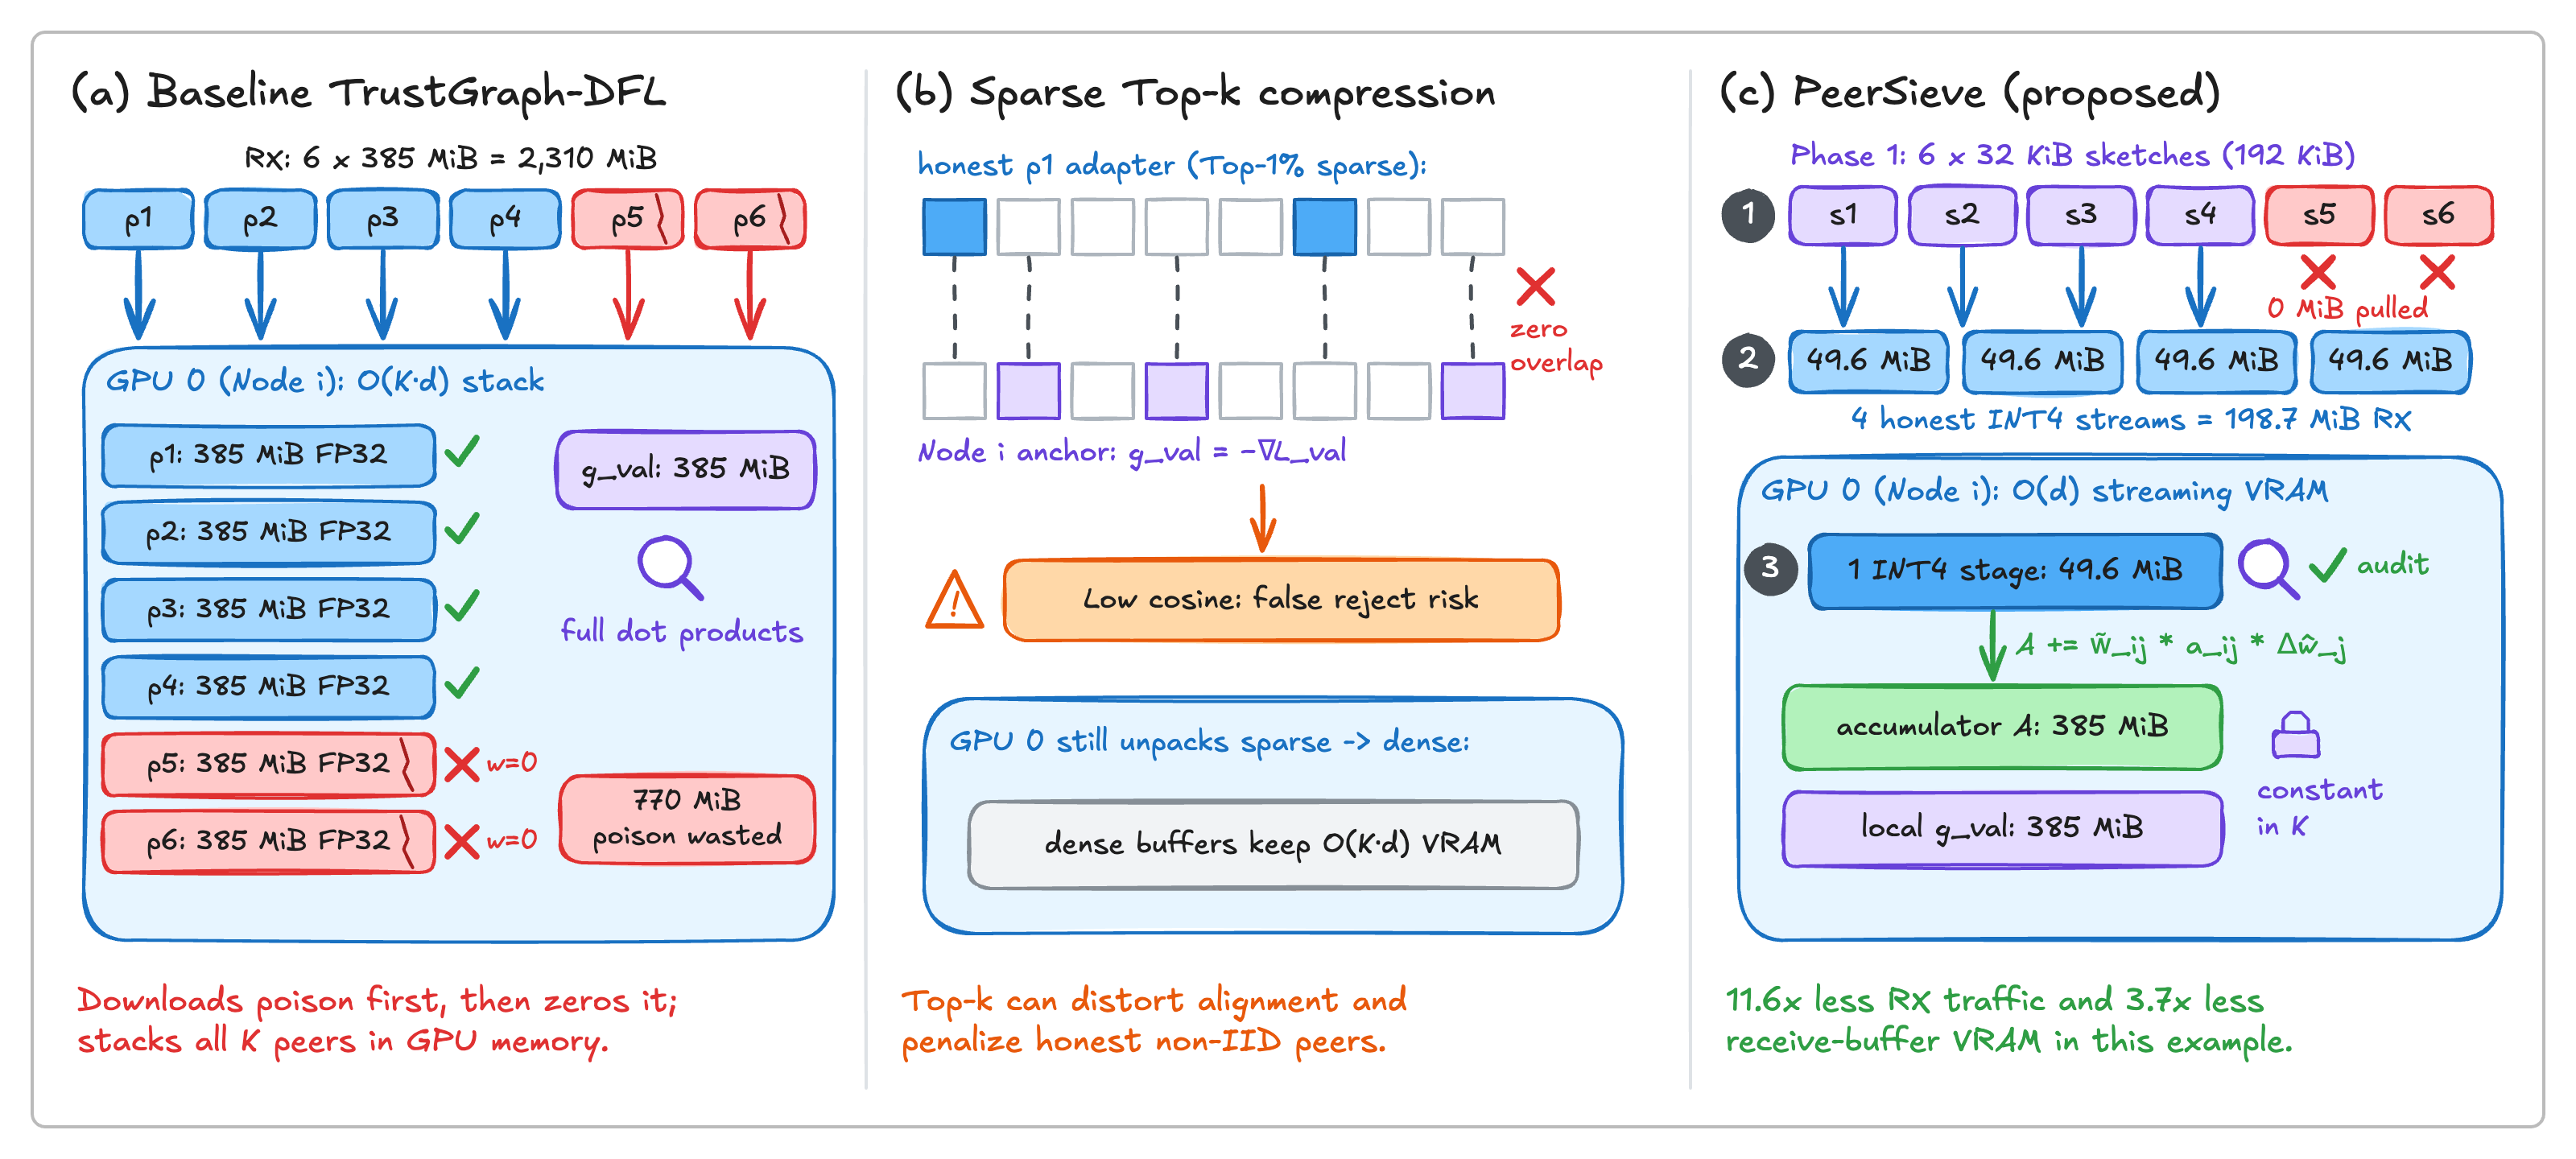 (a) Baseline TrustGraph-DFL
RX: 6 x 385 MiB = 2,310 MiB
p1
p2
p3
p4
p5
p6
GPU 0 (Node i): O(K·d) stack
p1: 385 MiB FP32
p2: 385 MiB FP32
p3: 385 MiB FP32
p4: 385 MiB FP32
p5: 385 MiB FP32
w=0
p6: 385 MiB FP32
w=0
g_val: 385 MiB
full dot products
770 MiB
poison wasted
Downloads poison first, then zeros it;
stacks all K peers in GPU memory.
(b) Sparse Top-k compression
honest p1 adapter (Top-1% sparse):
zero
overlap
Node i anchor: g_val = -∇L_val
!
Low cosine: false reject risk
GPU 0 still unpacks sparse -> dense:
dense buffers keep O(K·d) VRAM
Top-k can distort alignment and
penalize honest non-IID peers.
(c) PeerSieve (proposed)
Phase 1: 6 x 32 KiB sketches (192 KiB)
1
s1
s2
s3
s4
s5
s6
0 MiB pulled
2
49.6 MiB
49.6 MiB
49.6 MiB
49.6 MiB
4 honest INT4 streams = 198.7 MiB RX
GPU 0 (Node i): O(d) streaming VRAM
3
1 INT4 stage: 49.6 MiB
audit
A += w̃_ij * a_ij * Δŵ_j
accumulator A: 385 MiB
local g_val: 385 MiB
constant
in K
11.6x less RX traffic and 3.7x less
receive-buffer VRAM in this example.